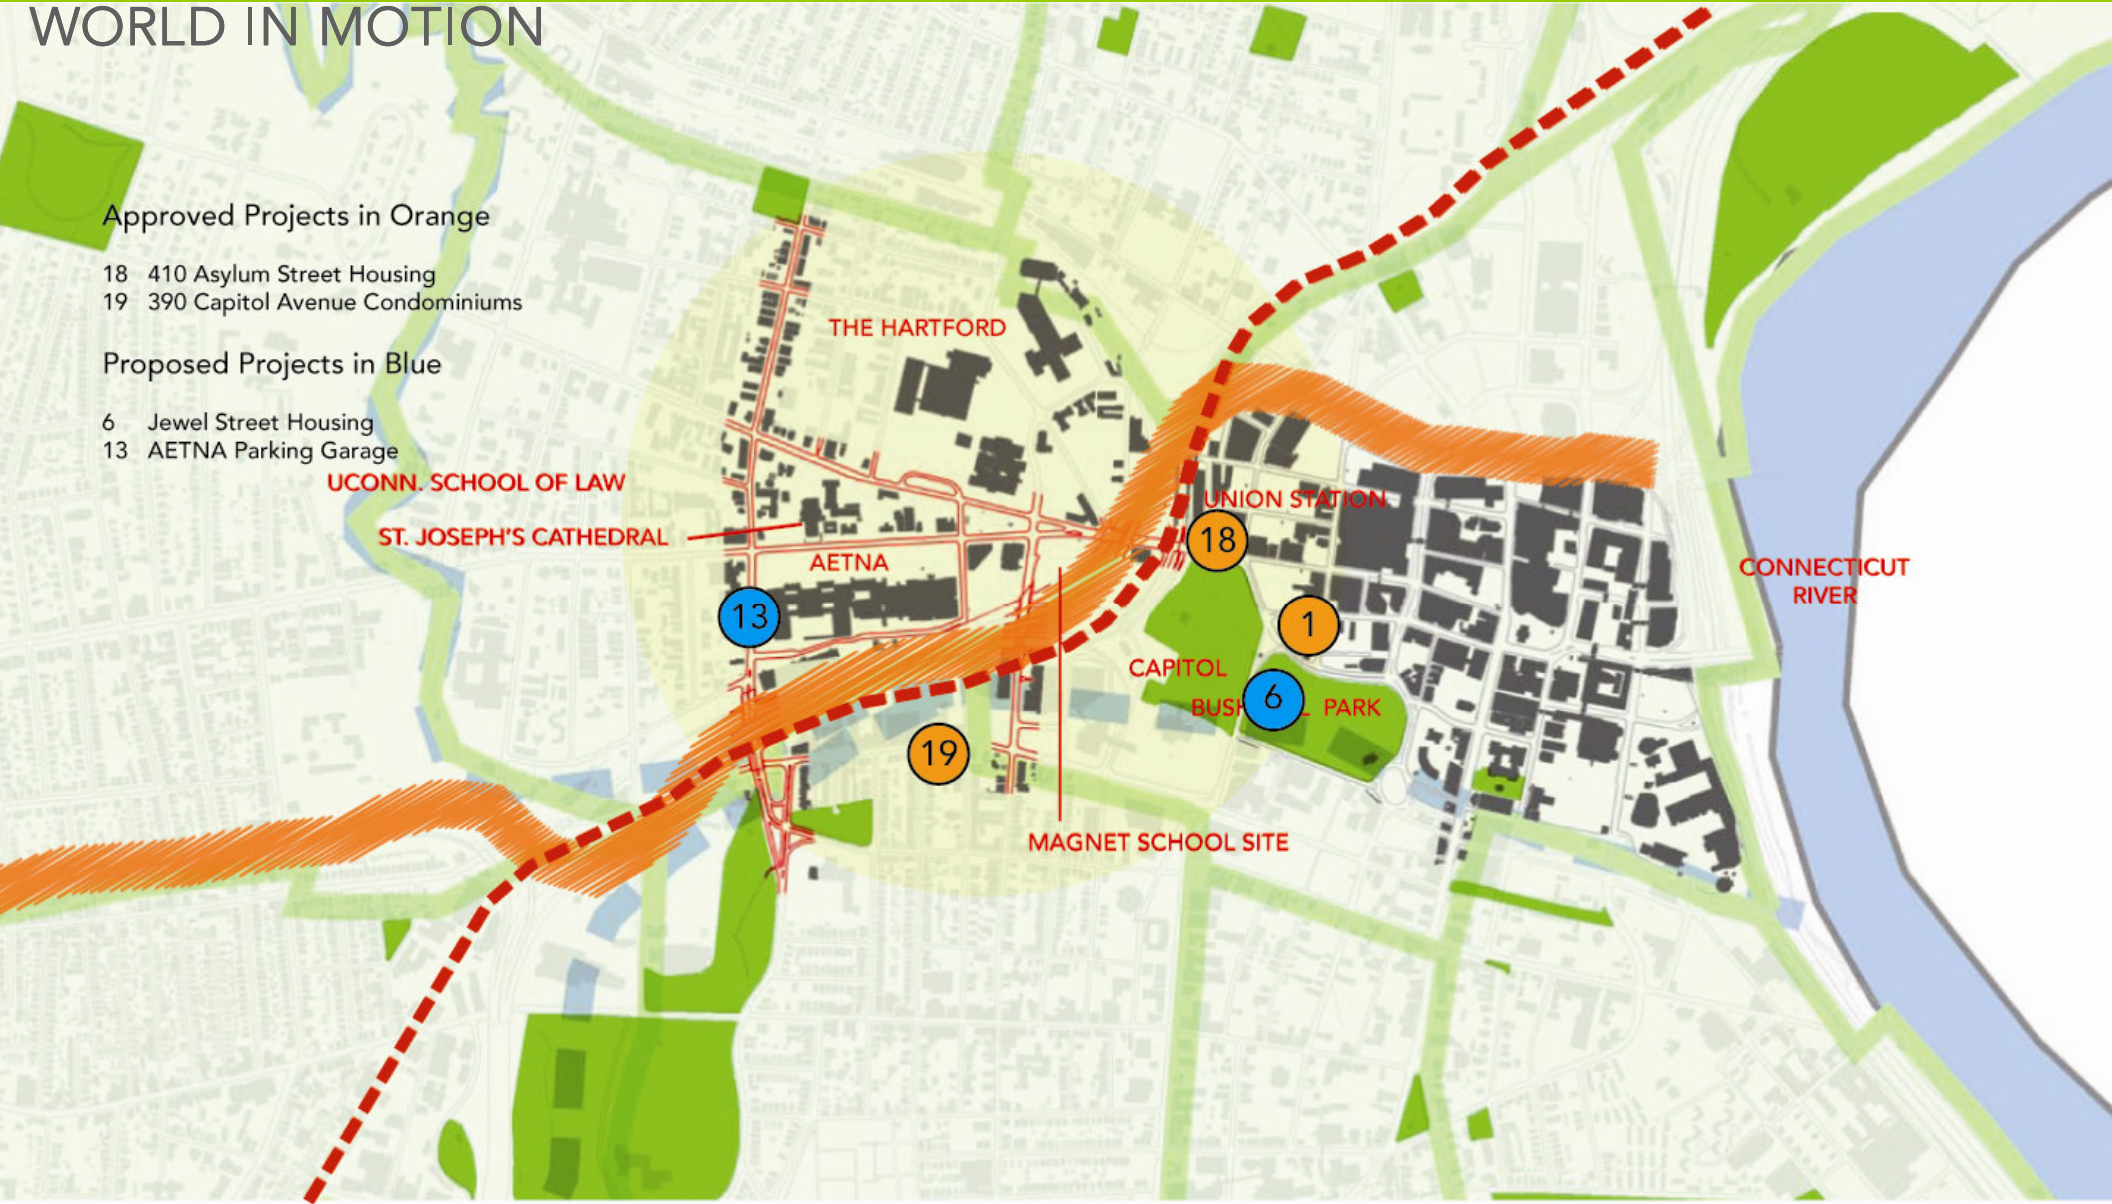 WORLD IN MOTION
Approved Projects in Orange
18 410 Asylum Street Housing
19 390 Capitol Avenue Condominiums
Proposed Projects in Blue
6 Jewel Street Housing
13 AETNA Parking Garage
THE HARTFORD
UCONN. SCHOOL OF LAW
ST. JOSEPH'S CATHEDRAL
AETNA
UNION STATION
18
13
1
CONNECTICUT
RIVER
CAPITOL
6
PARK
19
MAGNET SCHOOL SITE